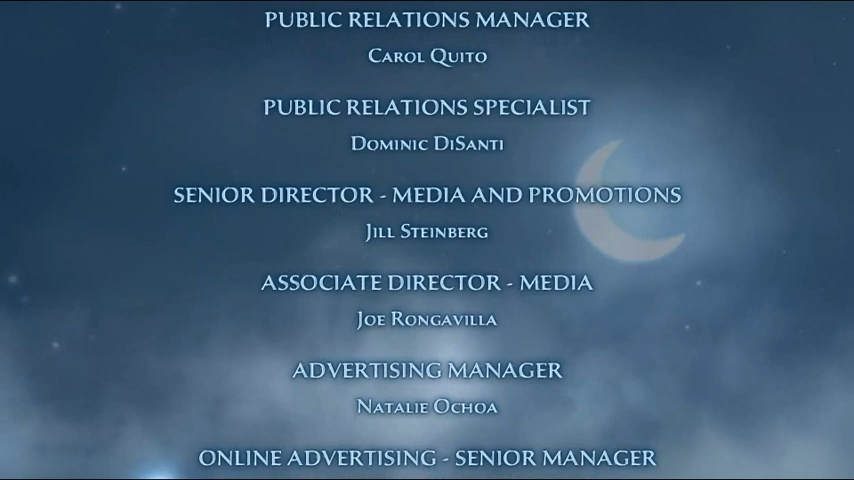 PUBLIC RELATIONS MANAGER
CAROL QUITO
PUBLIC RELATIONS SPECIALIST
DOMINIC DISANTI
SENIOR DIRECTOR - MEDIA AND PROMOTIONS
JILL STEINBERG
ASSOCIATE DIRECTOR - MEDIA
JOE RONGAVILLA
ADVERTISING MANAGER
NATALIE OCHOA
ONLINE ADVERTISING - SENIOR MANAGER